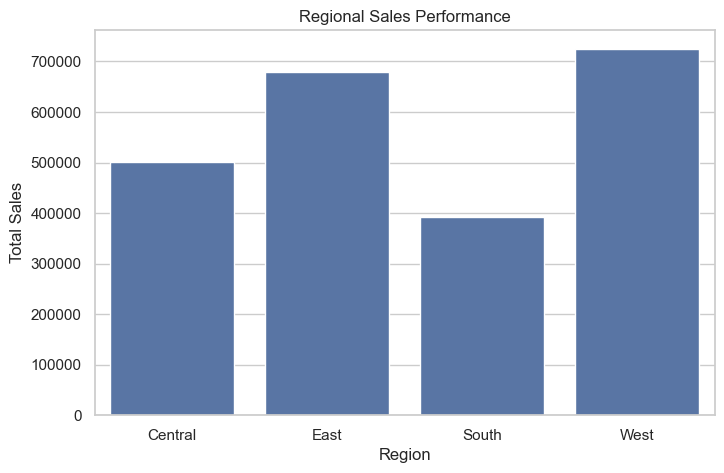 Regional Sales Performance
Total Sales
700000
600000
500000
400000
300000
200000
100000
0
Central East South West
Region